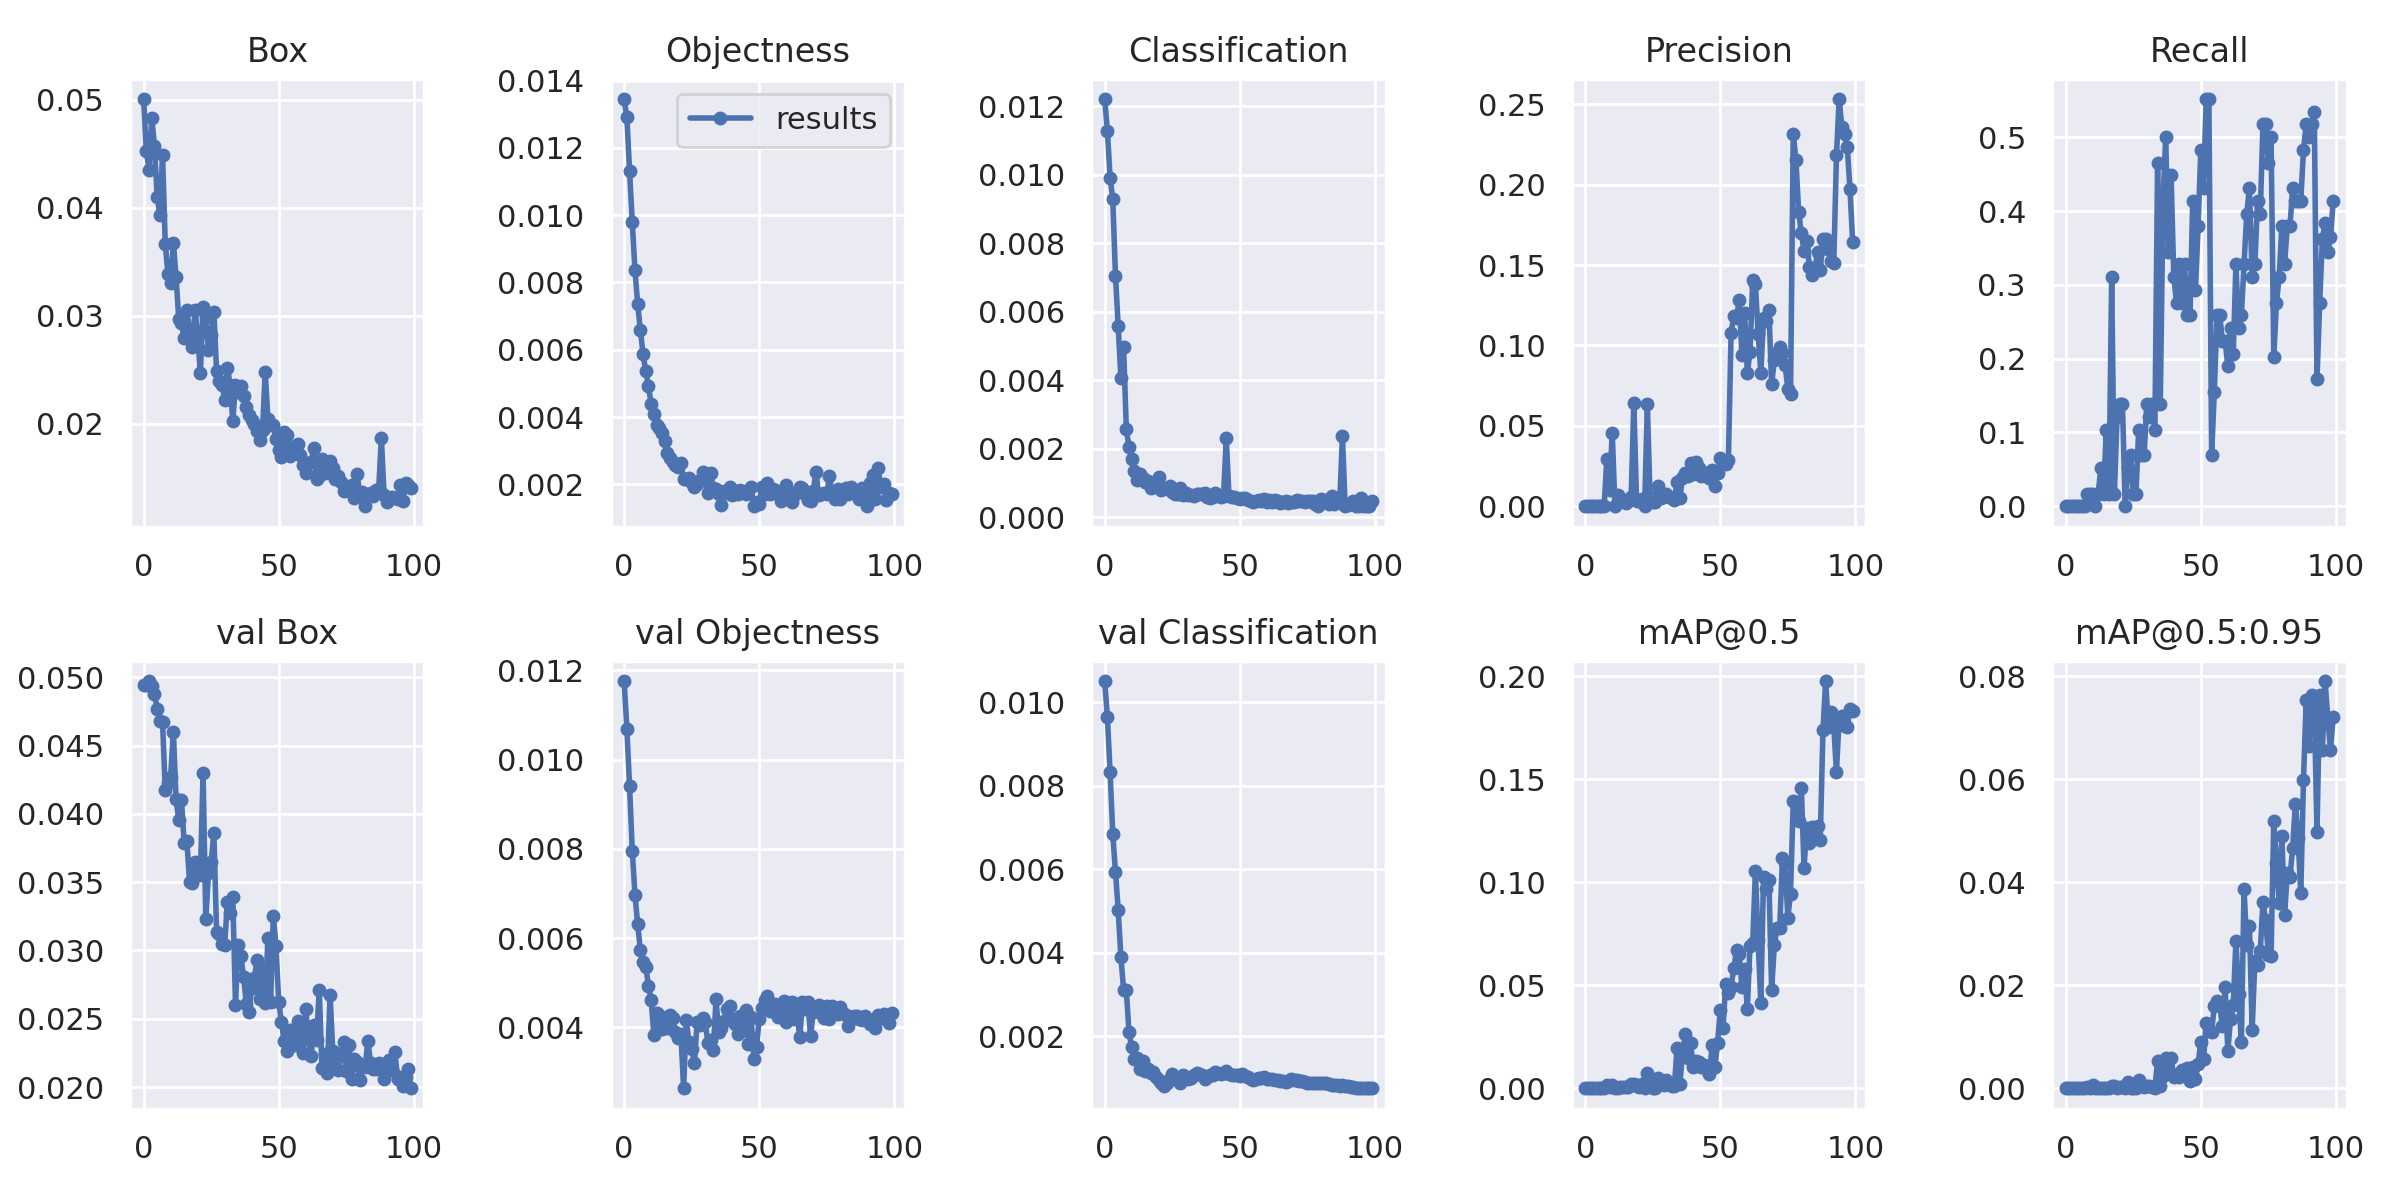 Box
0.05
0.04
0.03
0.02
0 50 100
Objectness
0.014
0.012
0.010
0.008
0.006
0.004
0.002
results
0 50 100
Classification
0.012
0.010
0.008
0.006
0.004
0.002
0.000
0 50 100
Precision
0.25
0.20
0.15
0.10
0.05
0.00
0 50 100
Recall
0.5
0.4
0.3
0.2
0.1
0.0
0 50 100
val Box
0.050
0.045
0.040
0.035
0.030
0.025
0.020
0 50 100
val Objectness
0.012
0.010
0.008
0.006
0.004
0 50 100
val Classification
0.010
0.008
0.006
0.004
0.002
0 50 100
mAP@0.5
0.20
0.15
0.10
0.05
0.00
0 50 100
mAP@0.5:0.95
0.08
0.06
0.04
0.02
0.00
0 50 100